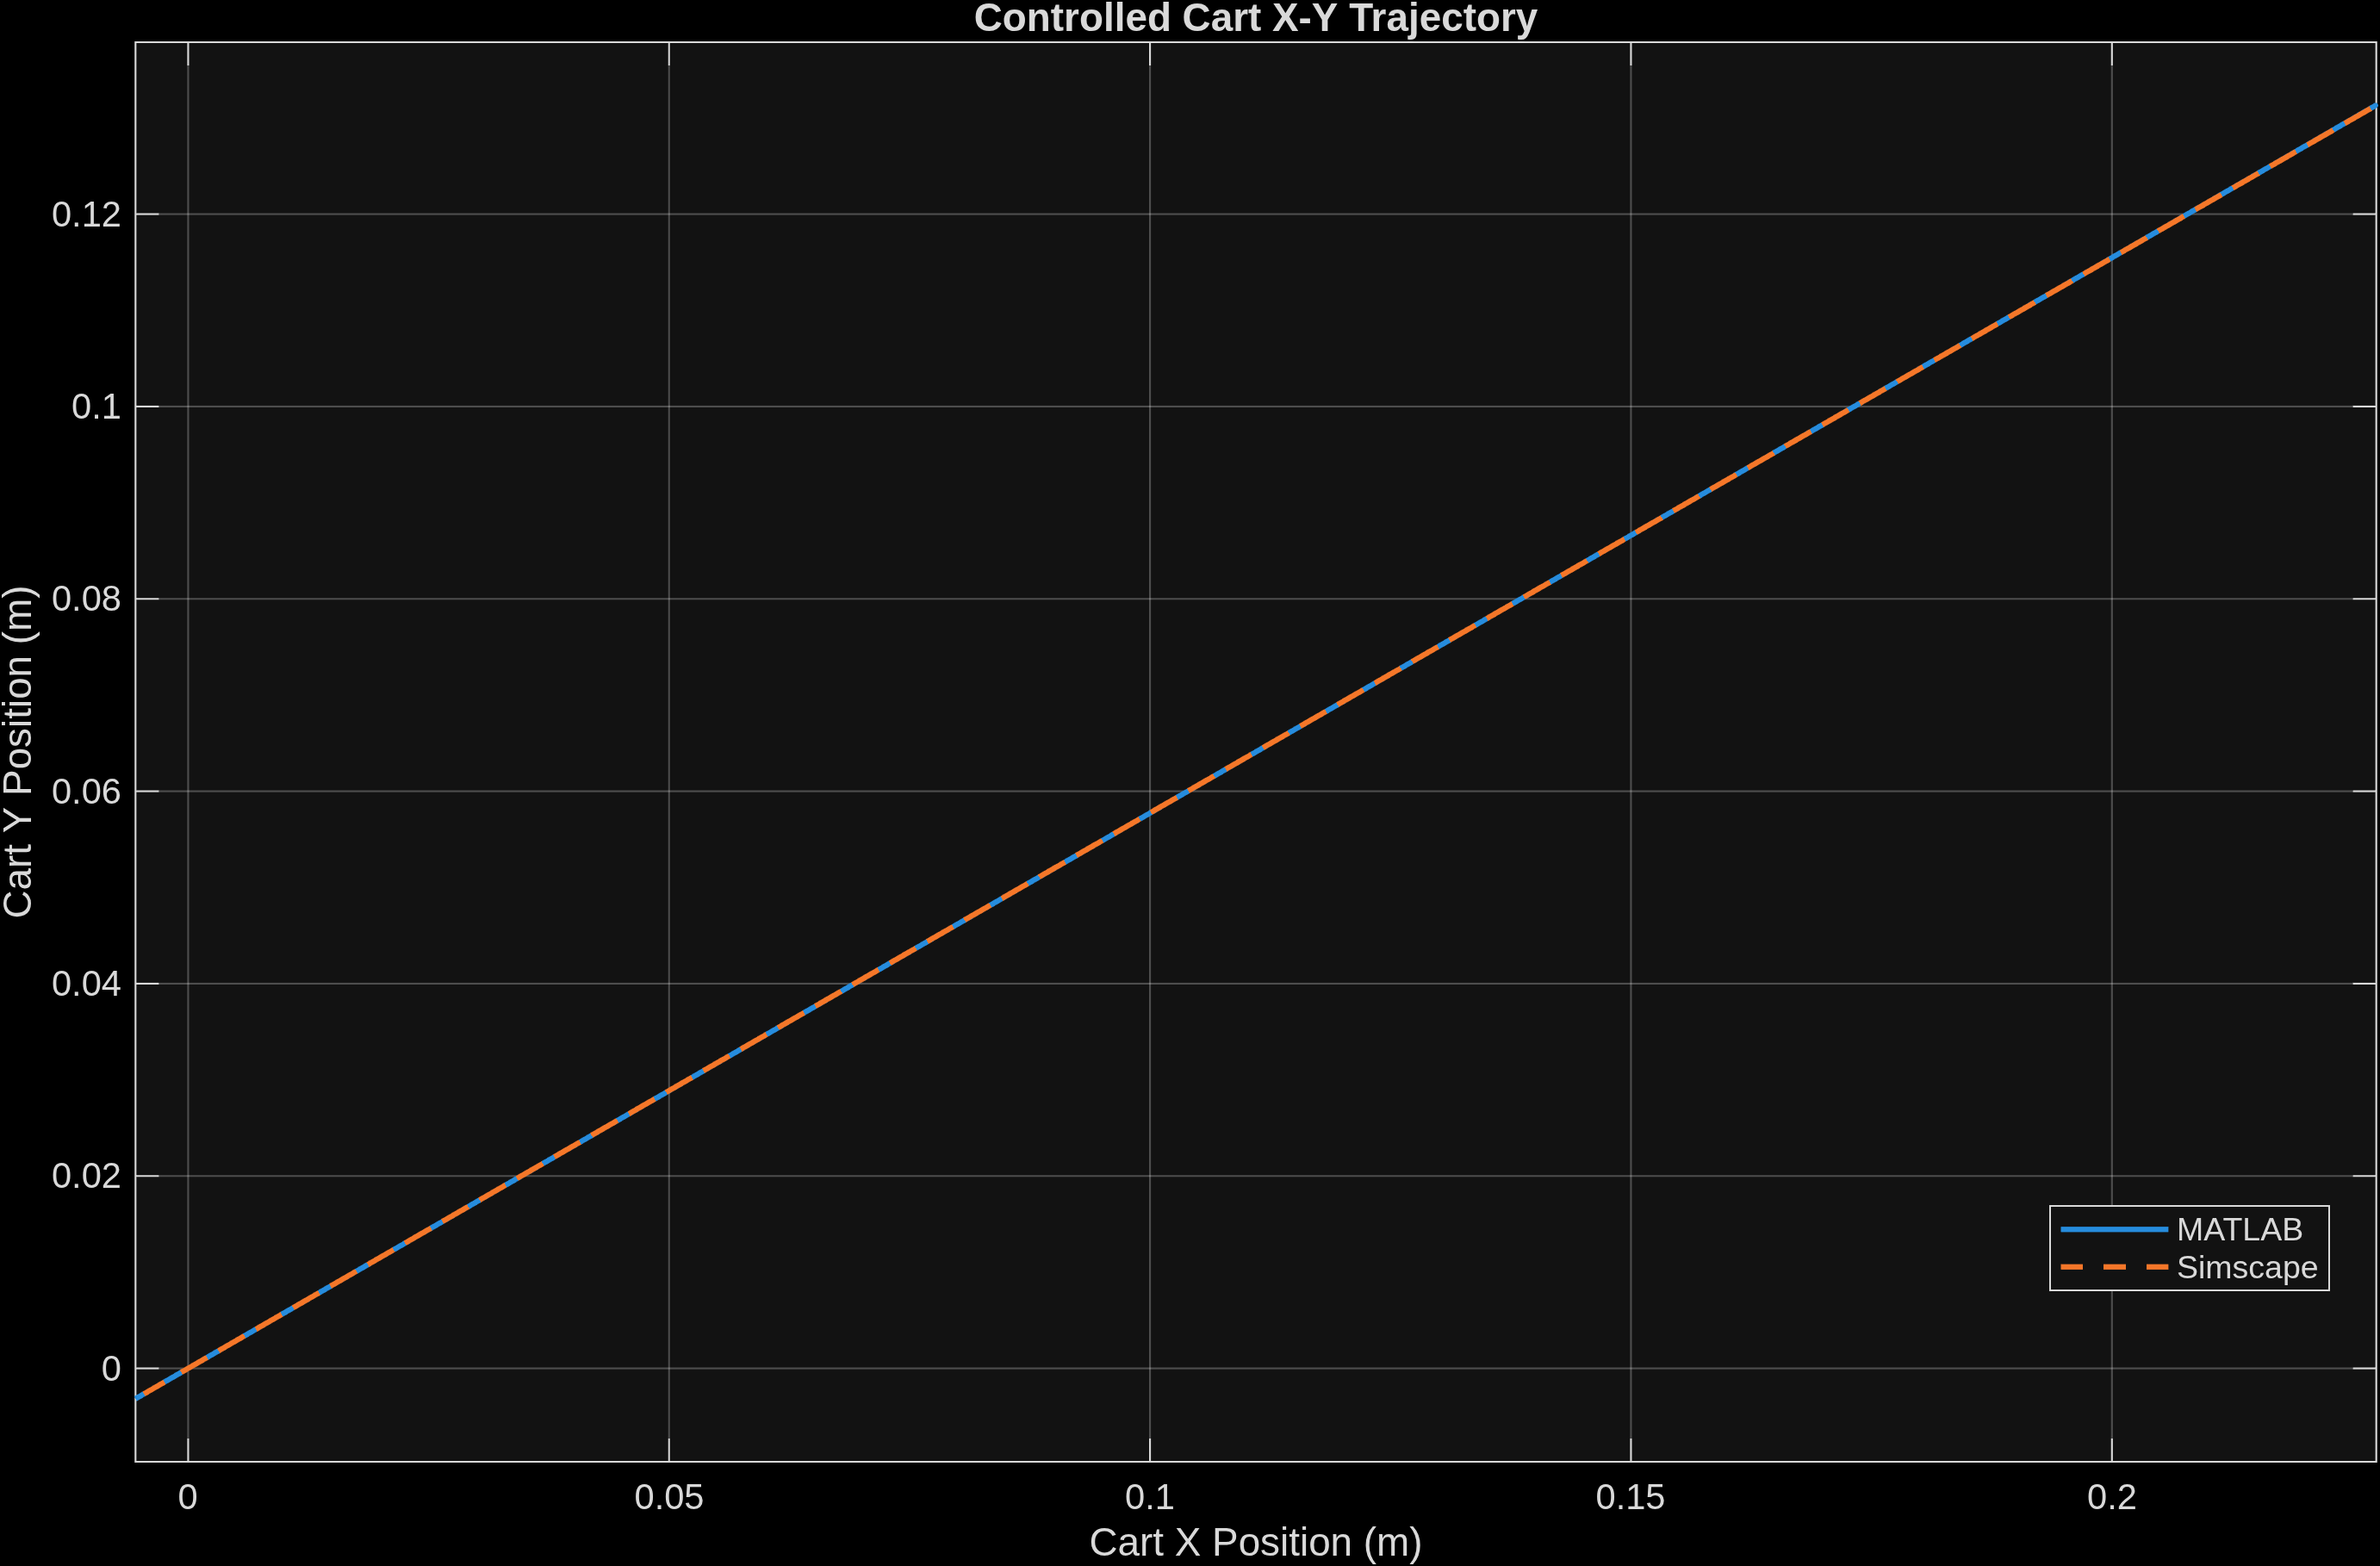 Controlled Cart X-Y Trajectory
Cart Y Position (m)
0.12
0.1
0.08
0.06
0.04
0.02
0
MATLAB
Simscape
0 0.05 0.1 0.15 0.2
Cart X Position (m)